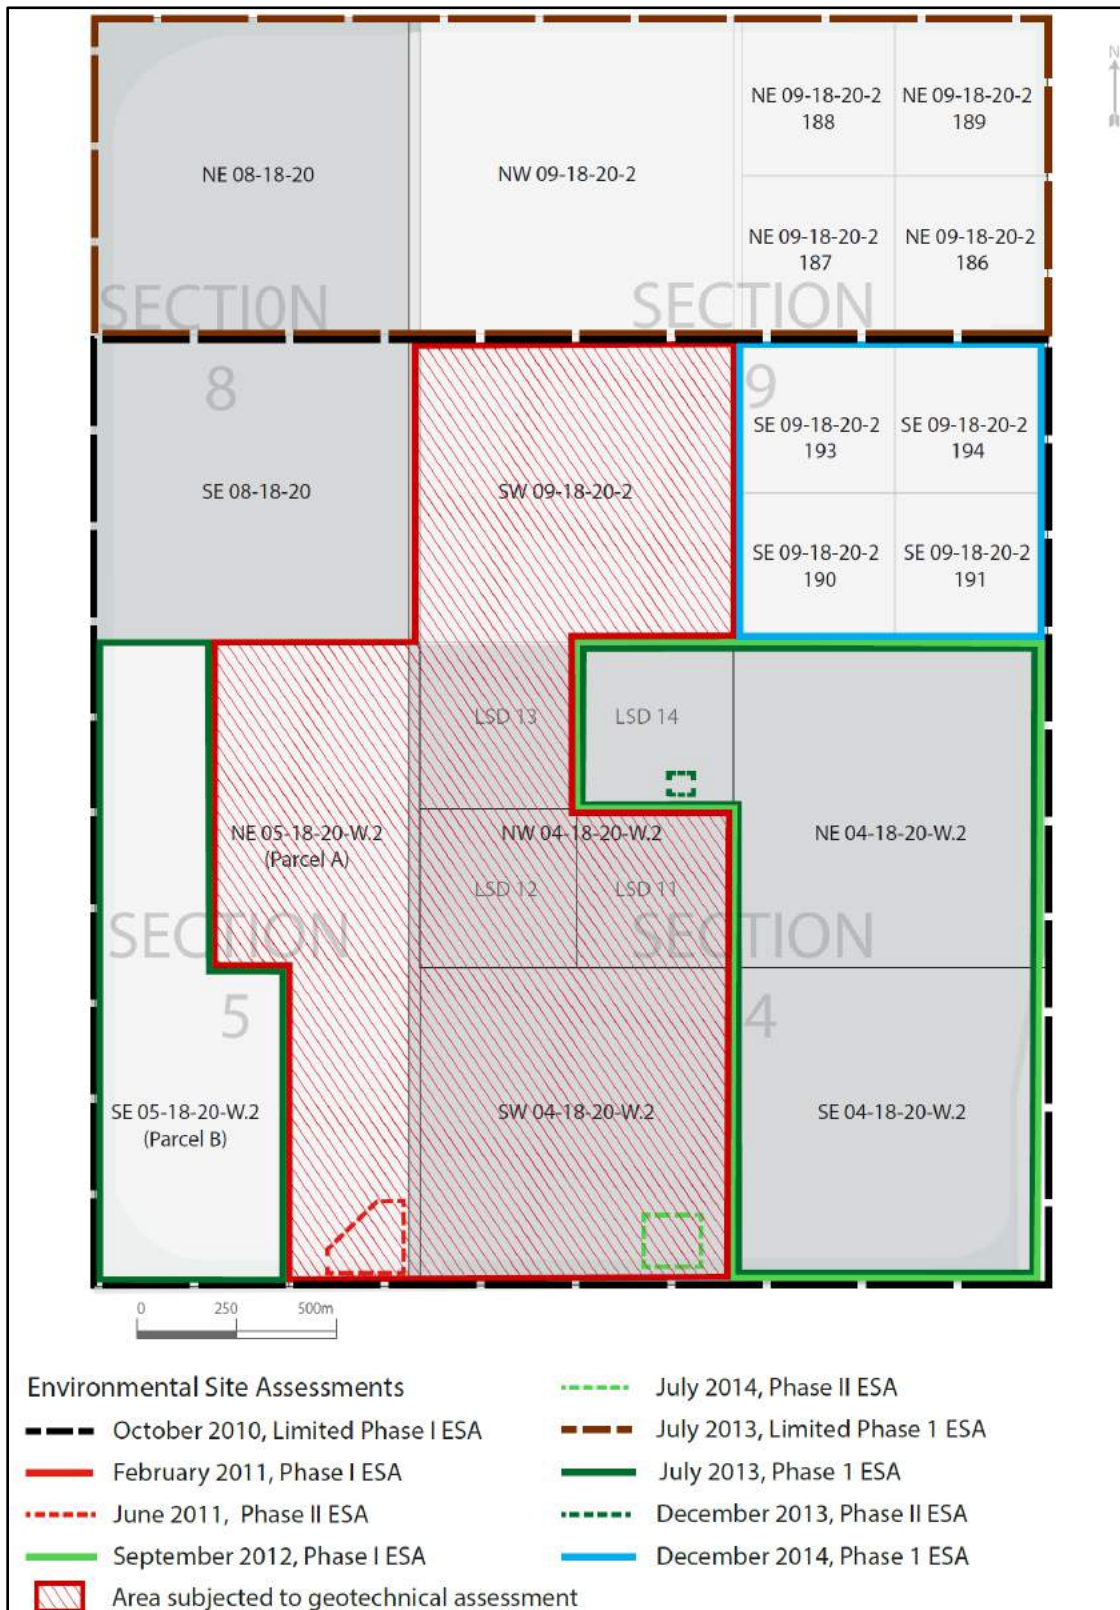 N
NE 08-18-20
NW 09-18-20-2
NE 09-18-20-2
188
NE 09-18-20-2
189
NE 09-18-20-2
187
NE 09-18-20-2
186
SECTION
8
SECTION
9
SE 08-18-20
SW 09-18-20-2
SE 09-18-20-2
193
SE 09-18-20-2
194
SE 09-18-20-2
190
SE 09-18-20-2
191
LSD 13
LSD 14
NE 05-18-20-W.2
(Parcel A)
NW 04-18-20-W.2
NE 04-18-20-W.2
LSD 12
LSD 11
SECTION
5
SECTION
4
SE 05-18-20-W.2
(Parcel B)
SW 04-18-20-W.2
SE 04-18-20-W.2
0 250 500m
Environmental Site Assessments
October 2010, Limited Phase I ESA
February 2011, Phase I ESA
June 2011, Phase II ESA
September 2012, Phase I ESA
Area subjected to geotechnical assessment
July 2014, Phase II ESA
July 2013, Limited Phase 1 ESA
July 2013, Phase 1 ESA
December 2013, Phase II ESA
December 2014, Phase 1 ESA